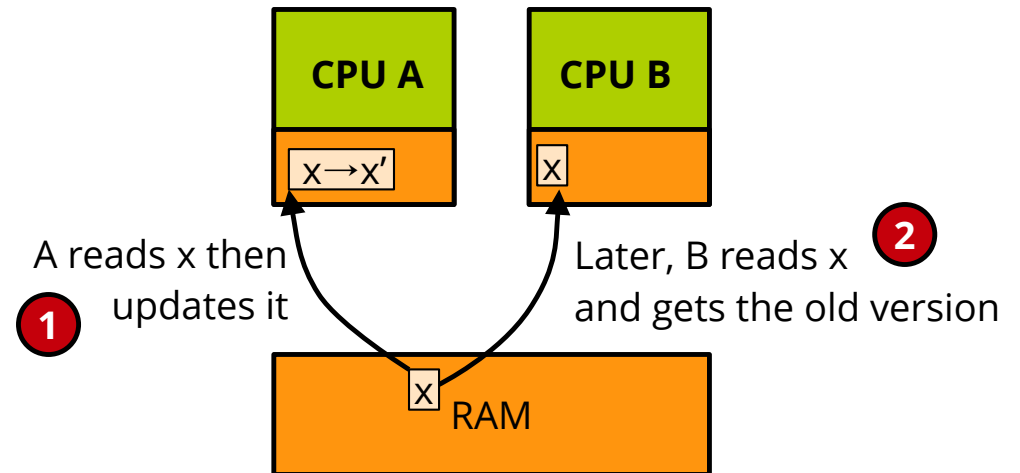 CPU A
CPU B
x→x′
x
A reads x then
updates it
1
Later, B reads x
and gets the old version
2
x
RAM